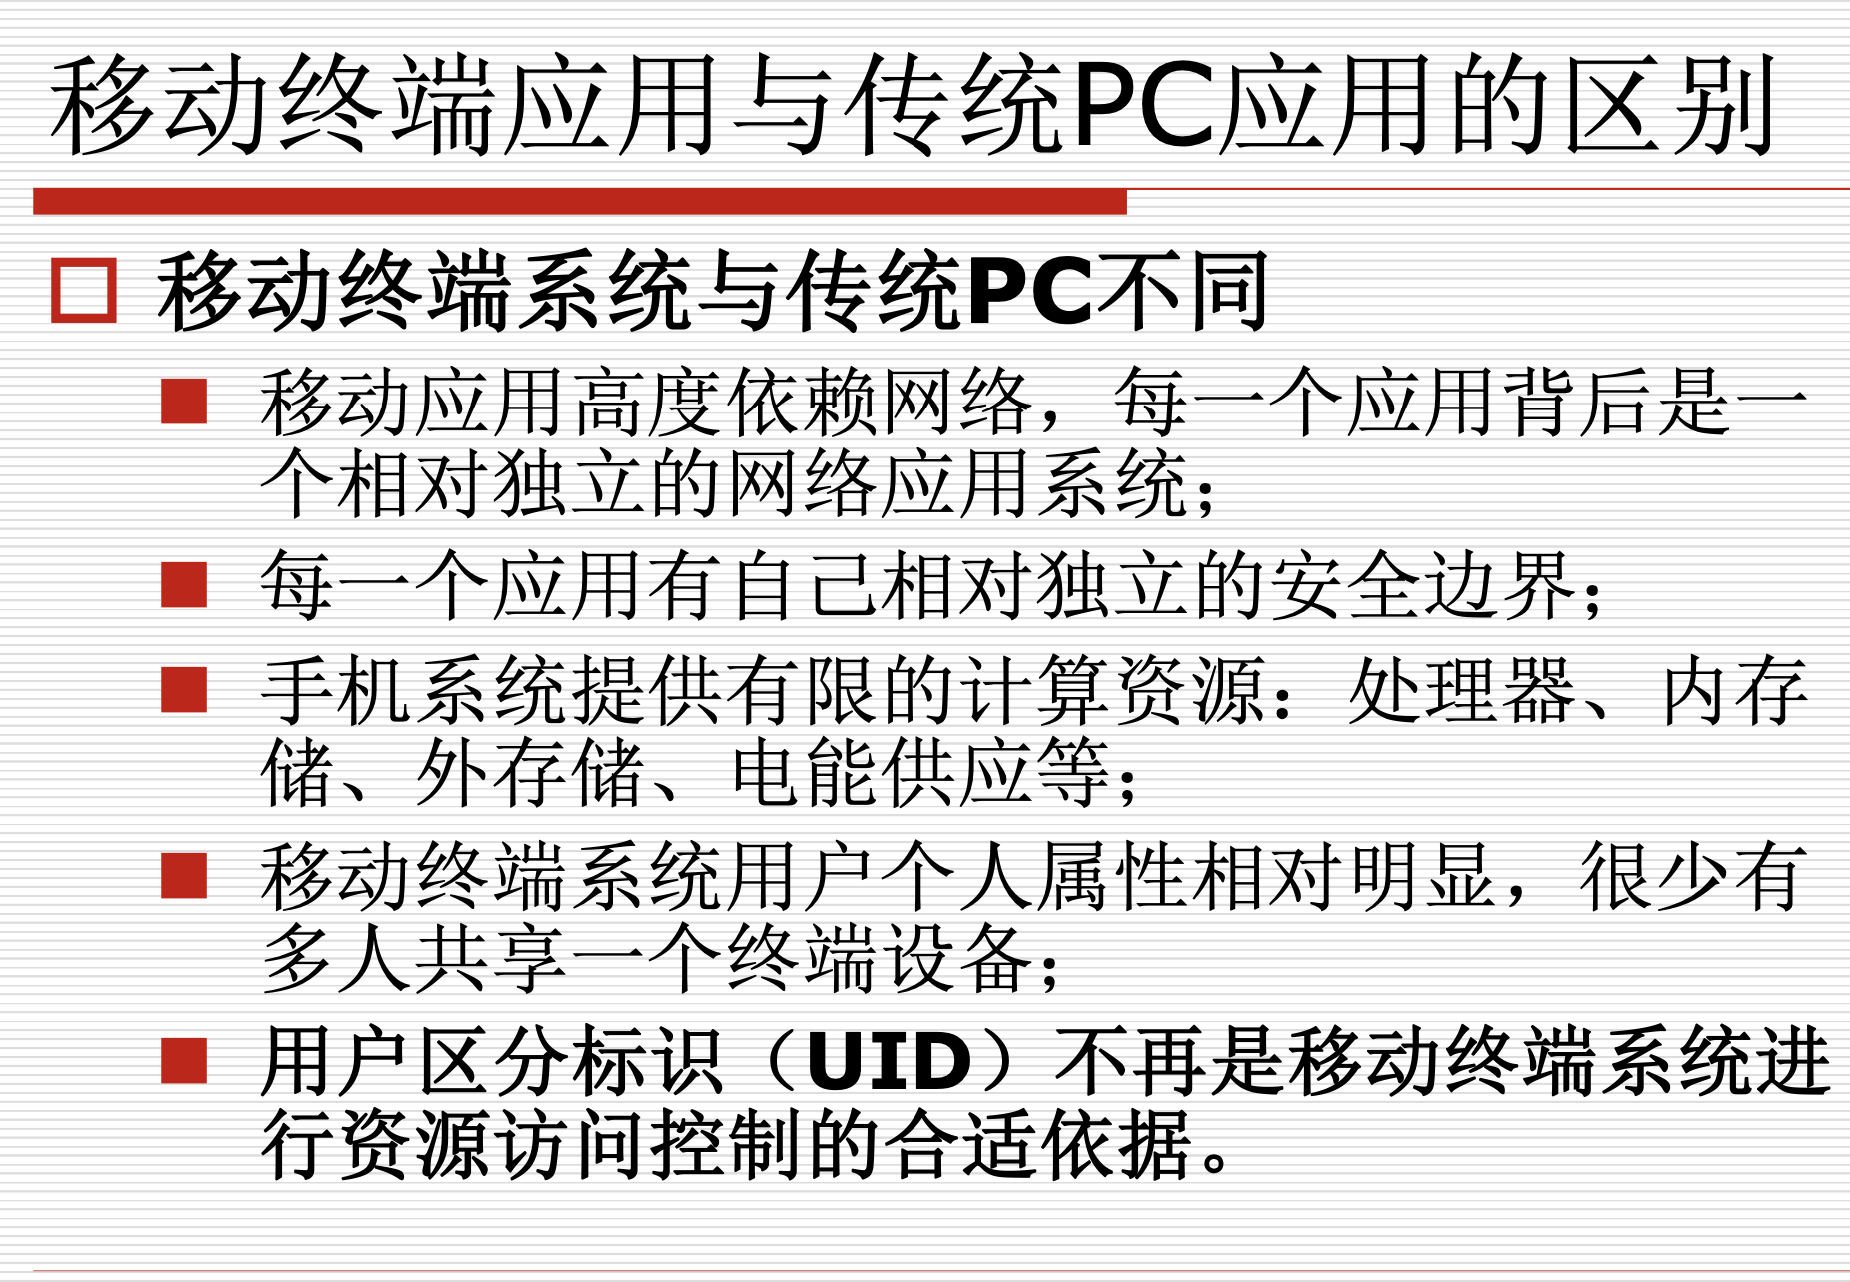 移动终端应用与传统PC应用的区别
移动终端系统与传统PC不同
移动应用高度依赖网络，每一个应用背后是一
个相对独立的网络应用系统；
每一个应用有自己相对独立的安全边界；
手机系统提供有限的计算资源：处理器、内存
储、外存储、电能供应等；
移动终端系统用户个人属性相对明显，很少有
多人共享一个终端设备；
用户区分标识（UID）不再是移动终端系统进
行资源访问控制的合适依据。